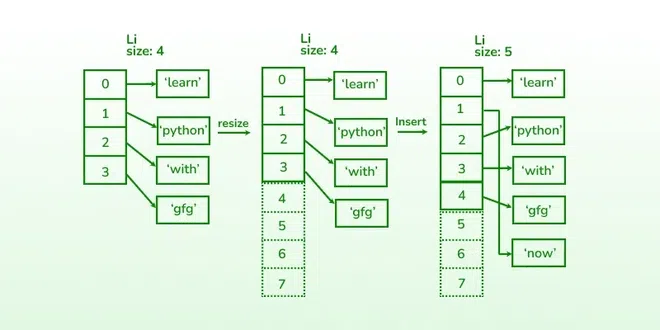 Li
size: 4
0
1
2
3
'learn'
'python'
'with'
'gfg'
resize
Li
size: 4
0
1
2
3
4
5
6
7
'learn'
'python'
'with'
'gfg'
Insert
Li
size: 5
0
1
2
3
4
5
6
7
'learn'
'python'
'with'
'gfg'
'now'